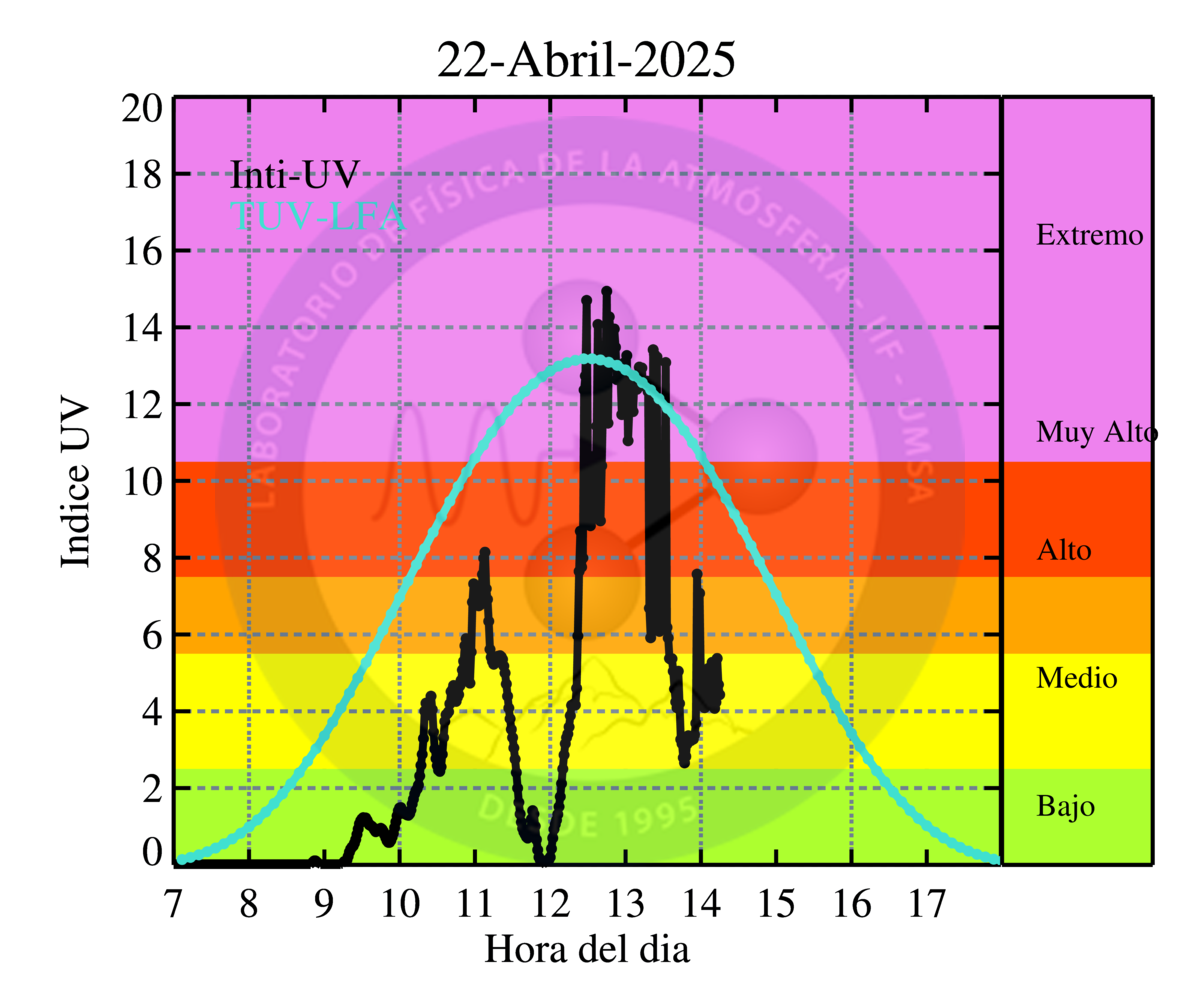 22-Abril-2025
20
18
16
14
12
10
8
6
4
2
0
Indice UV
Inti-UV
TUV-LFA
LABORATORIO DE FÍSICA DE LA ATMÓSFERA - IIF - UMSA
DESDE 1995
Extremo
Muy Alto
Alto
Medio
Bajo
7 8 9 10 11 12 13 14 15 16 17
Hora del dia